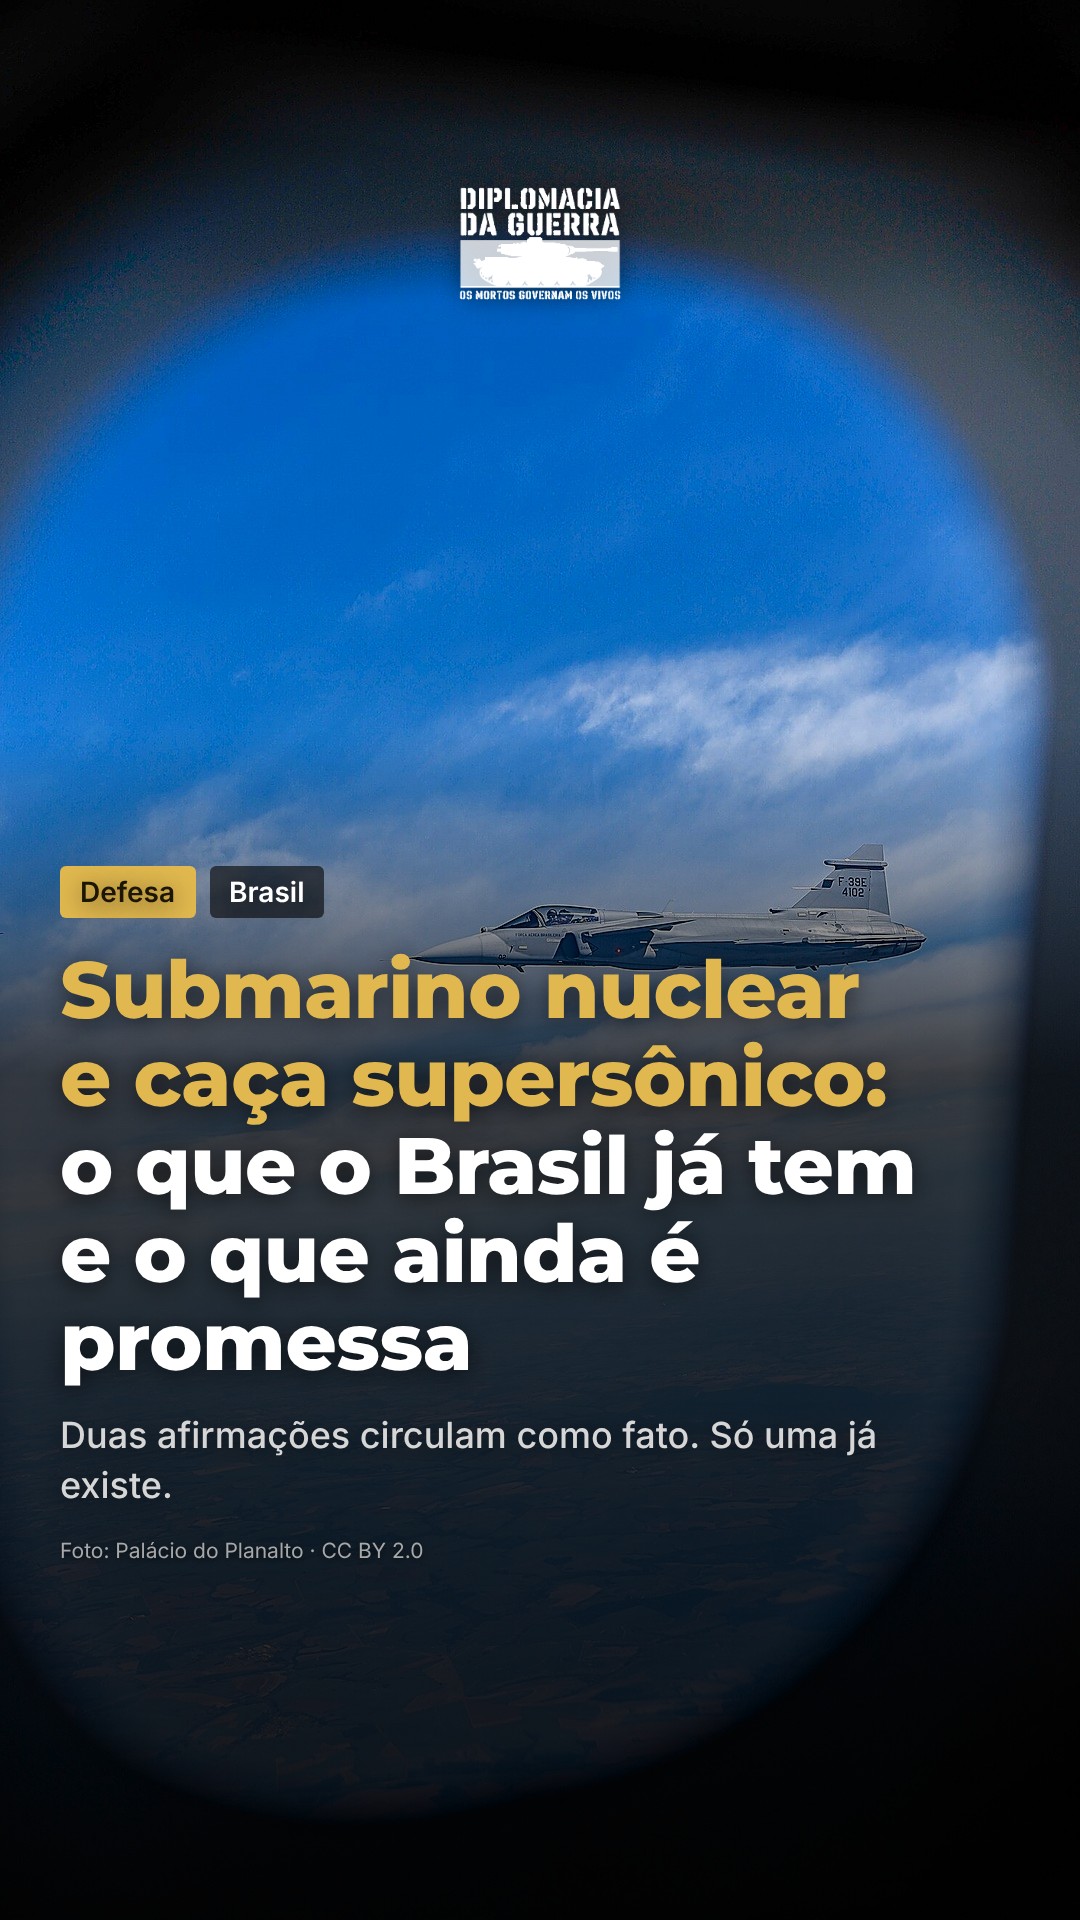 DIPLOMACIA
DA GUERRA
OS MORTOS GOVERNAM OS VIVOS
Defesa
Brasil
F-39E
4102
Submarino nuclear
e caça supersônico:
o que o Brasil já tem
e o que ainda é
promessa
Duas afirmações circulam como fato. Só uma já
existe.
Foto: Palácio do Planalto · CC BY 2.0